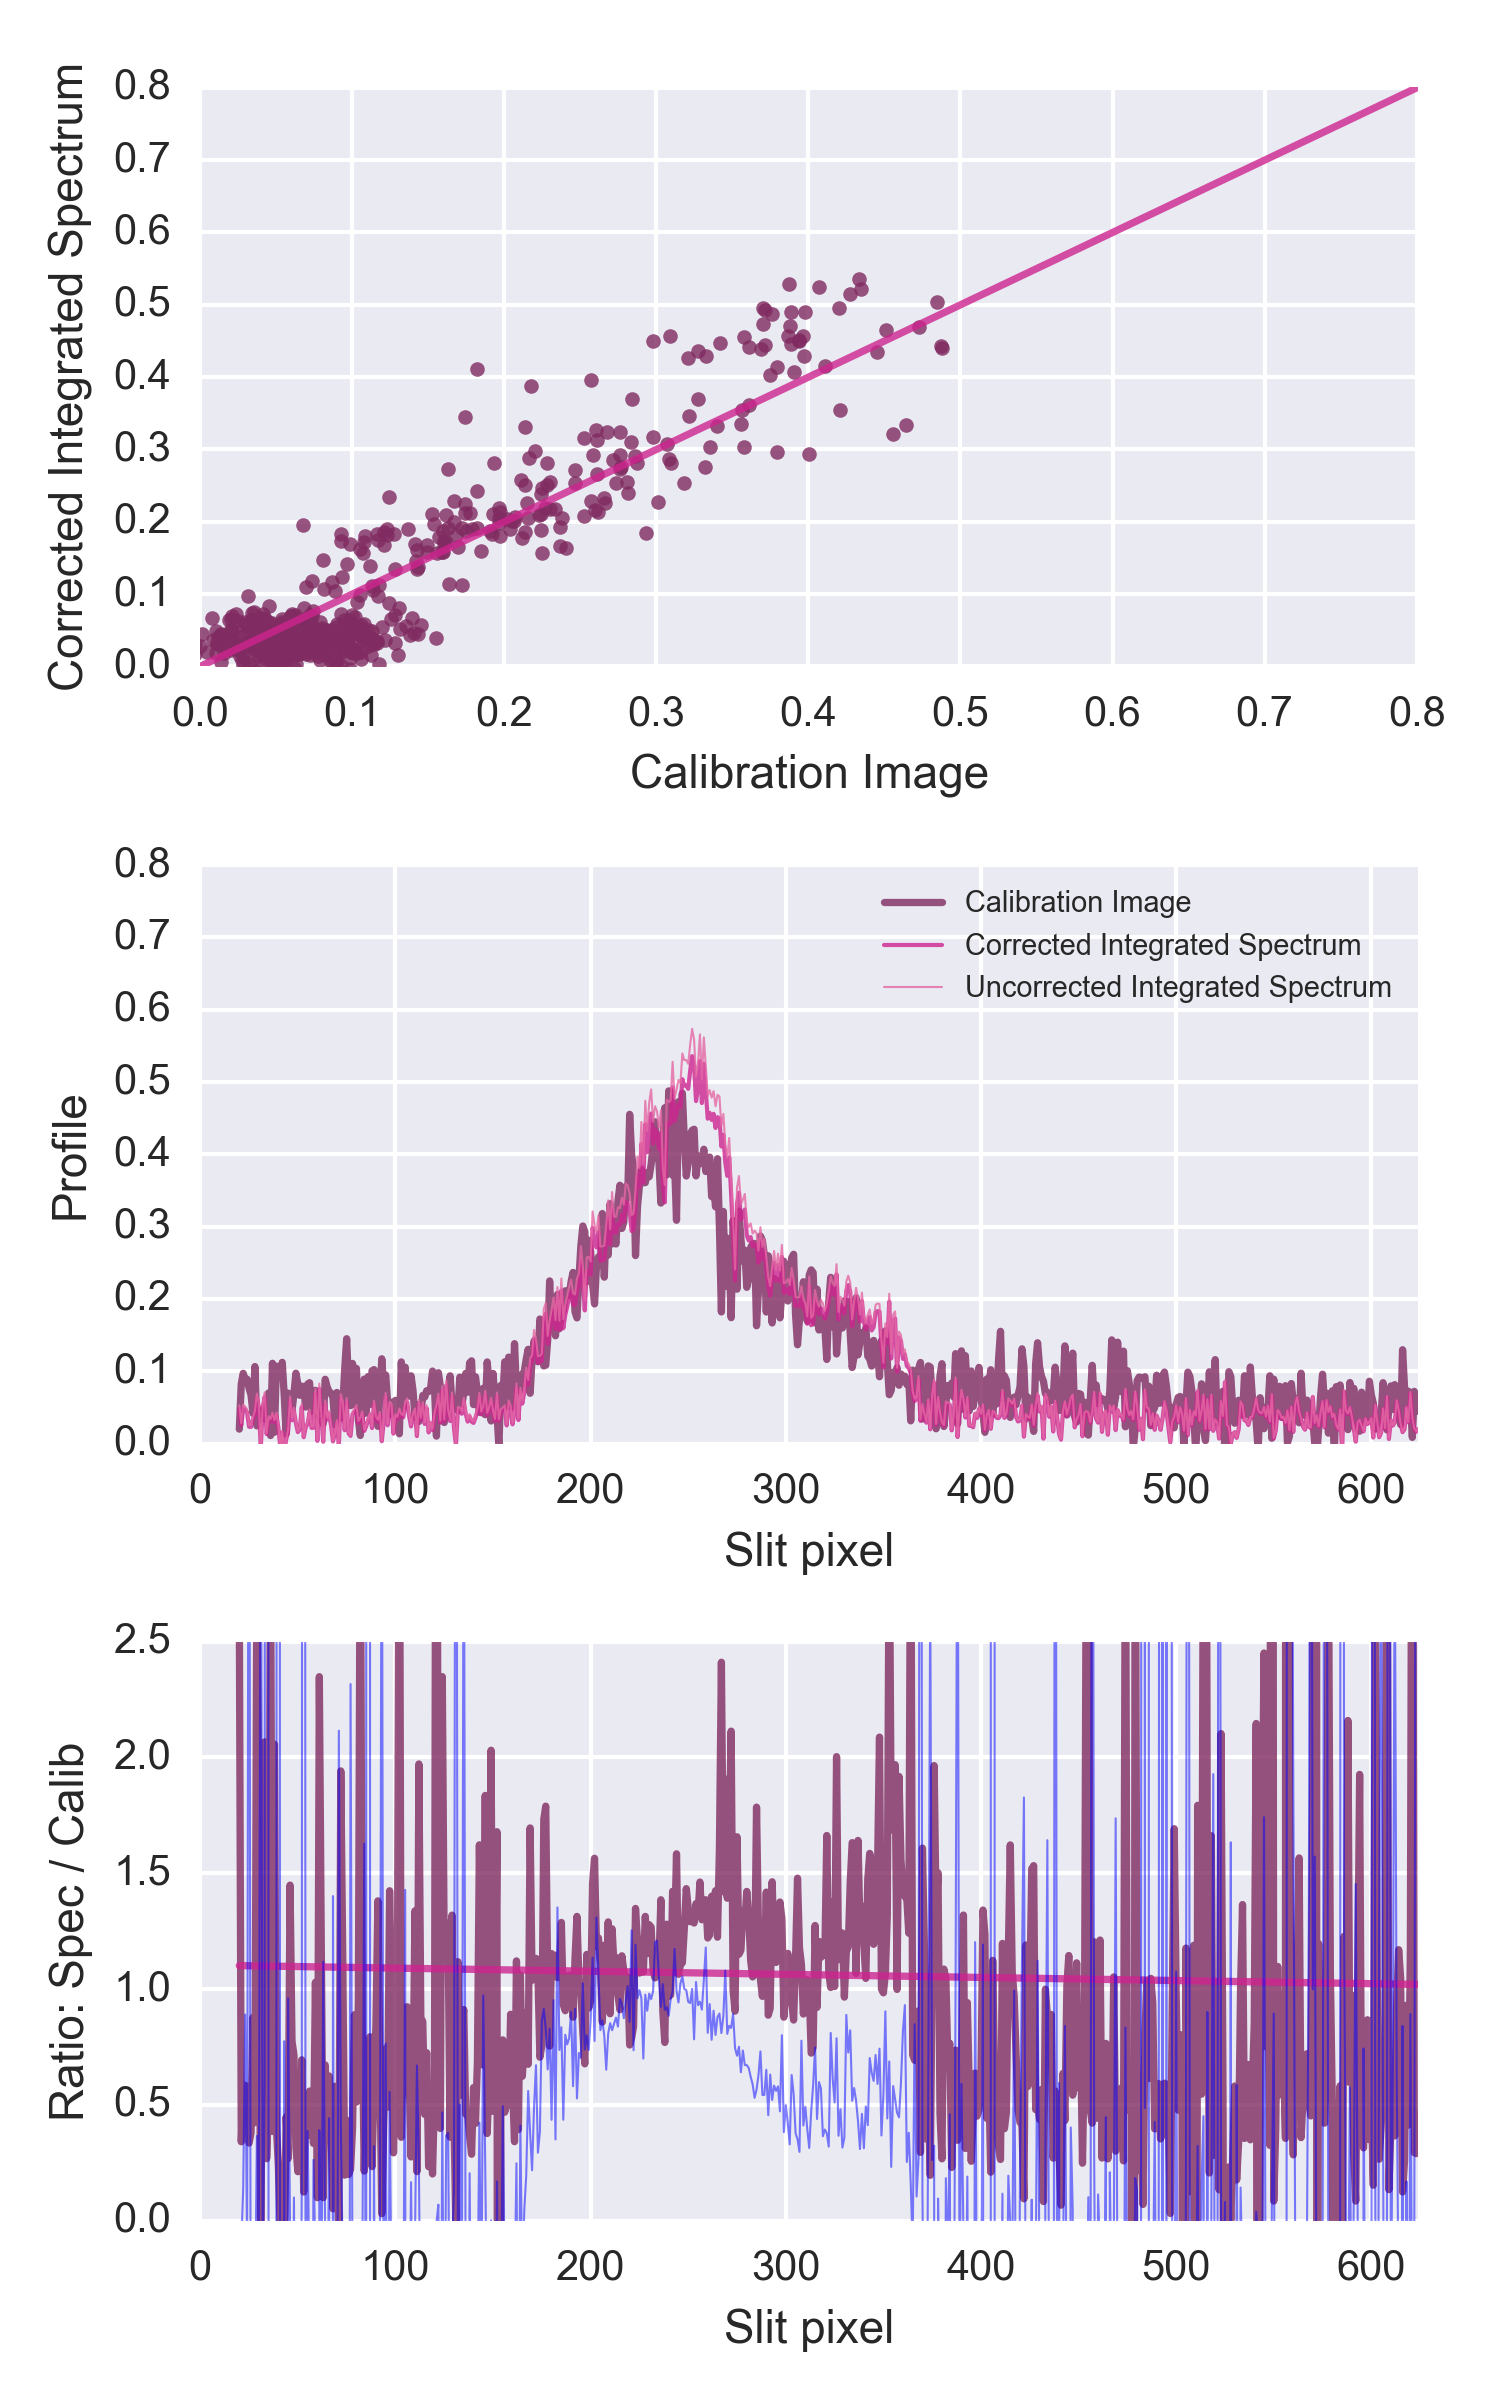 Corrected Integrated Spectrum
0.8
0.7
0.6
0.5
0.4
0.3
0.2
0.1
0.0
0.0 0.1 0.2 0.3 0.4 0.5 0.6 0.7 0.8
Calibration Image
Profile
0.8
0.7
0.6
0.5
0.4
0.3
0.2
0.1
0.0
Calibration Image
Corrected Integrated Spectrum
Uncorrected Integrated Spectrum
0 100 200 300 400 500 600
Slit pixel
Ratio: Spec / Calib
2.5
2.0
1.5
1.0
0.5
0.0
0 100 200 300 400 500 600
Slit pixel